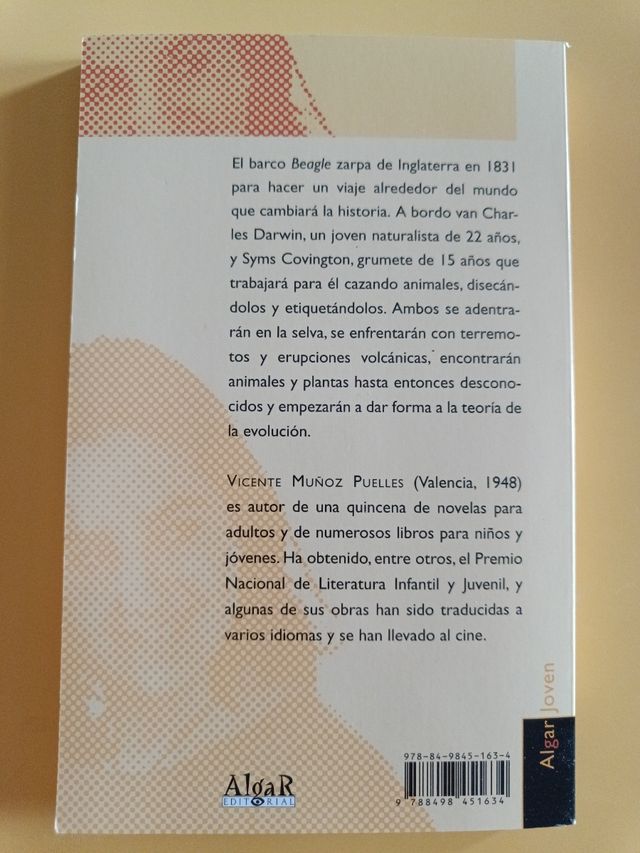 El barco Beagle zarpa de Inglaterra en 1831
para hacer un viaje alrededor del mundo
que cambiará la historia. A bordo van Char-
les Darwin, un joven naturalista de 22 años,
y Syms Covington, grumete de 15 años que
trabajará para él cazando animales, disecán-
dolos y etiquetándolos. Ambos se adentra-
rán en la selva, se enfrentarán con terremo-
tos y erupciones volcánicas, encontrarán
animales y plantas hasta entonces descono-
cidos y empezarán a dar forma a la teoría de
la evolución.
VICENTE MUÑOZ PUELLES (Valencia, 1948)
es autor de una quincena de novelas para
adultos y de numerosos libros para niños y
jóvenes. Ha obtenido, entre otros, el Premio
Nacional de Literatura Infantil y Juvenil, y
algunas de sus obras han sido traducidas a
varios idiomas y se han llevado al cine.
Algar Joven
978-84-9845-163-4
9 788498 451634
AlgaR
EDITORIAL